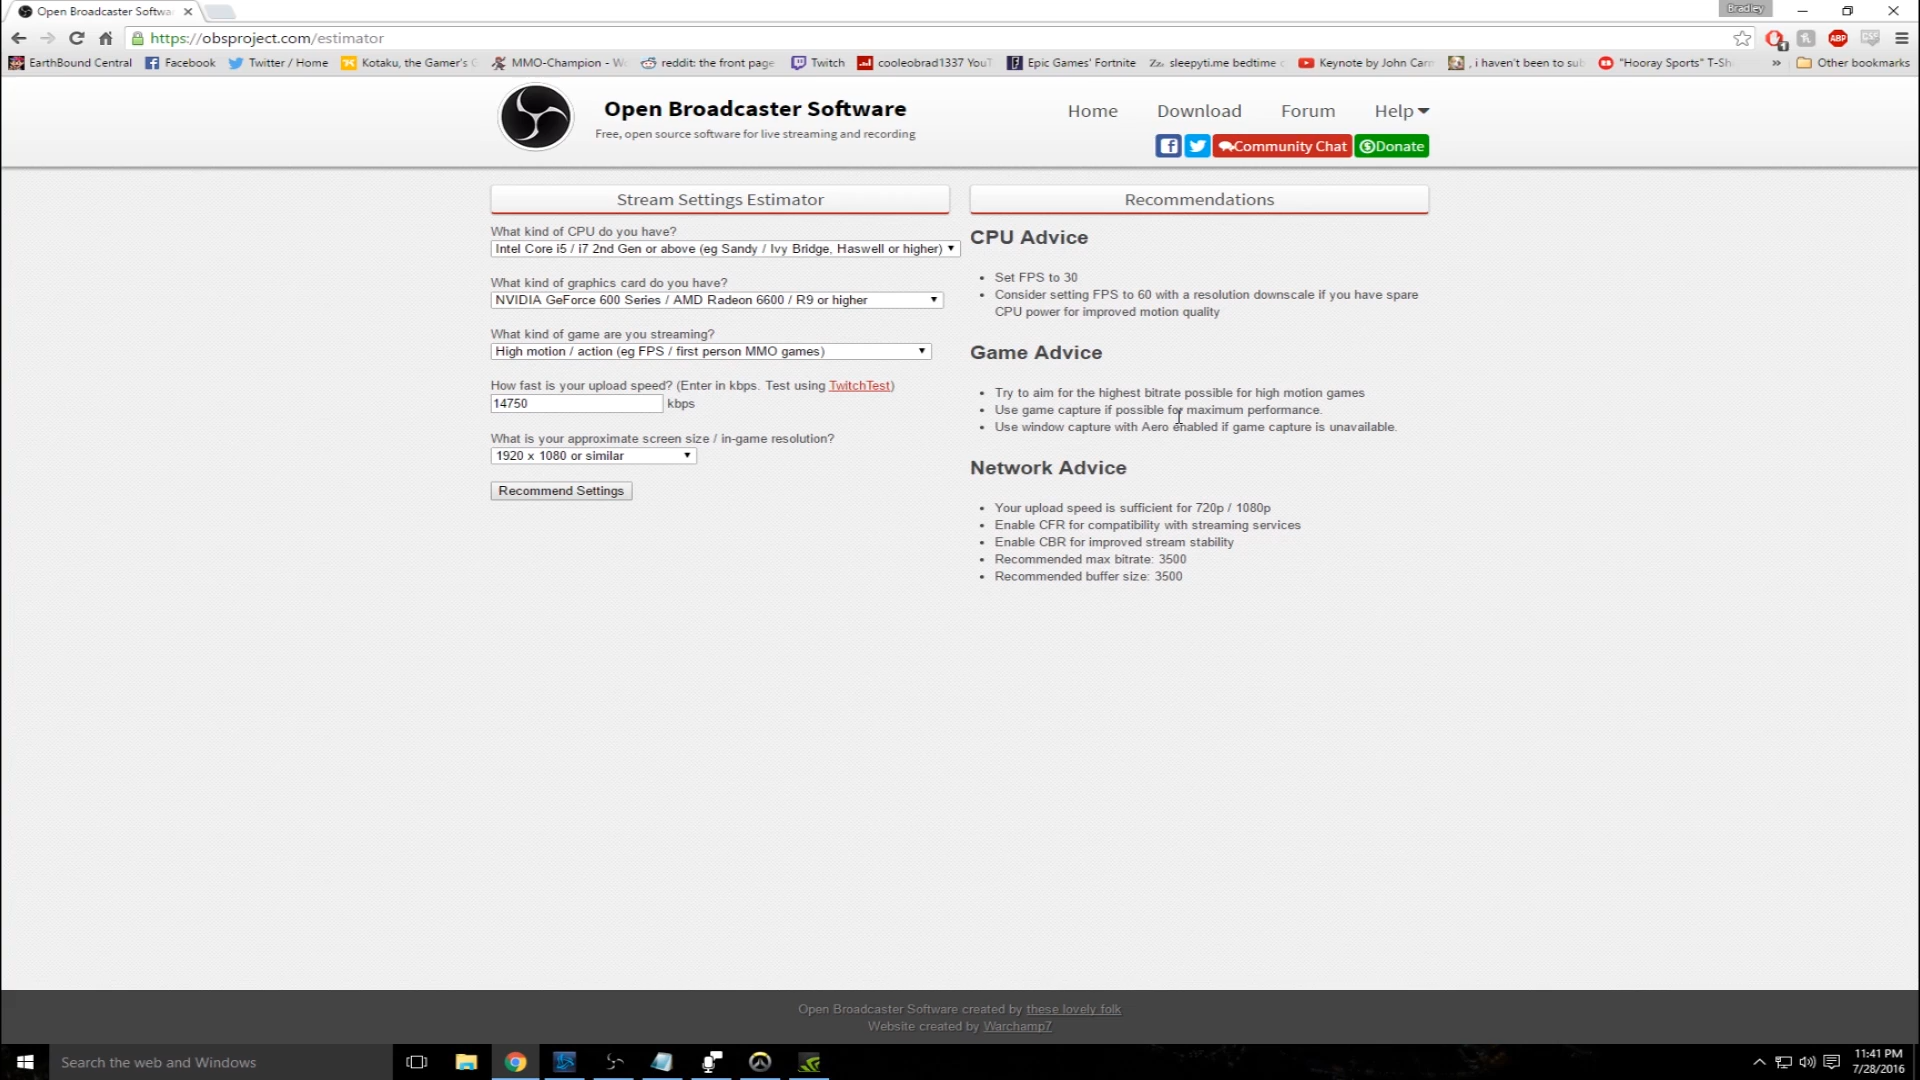 Open Broadcaster Softwa
Bradley
https://obsproject.com/estimator
EarthBound Central
Facebook
Twitter / Home
Kotaku, the Gamer's
MMO-Champion -
reddit: the front page
Twitch
cooleobrad1337 You
Epic Games' Fortnite
sleepyti.me bedtime
Keynote by John Carm
, i haven't been to su
"Hooray Sports" T-Sh
»
Other bookmarks
Open Broadcaster Software
Free, open source software for live streaming and recording
Home
Download
Forum
Help
Community Chat
Donate
Stream Settings Estimator
What kind of CPU do you have?
Intel Core i5 / i7 2nd Gen or above (eg Sandy / Ivy Bridge, Haswell or higher)
What kind of graphics card do you have?
NVIDIA GeForce 600 Series / AMD Radeon 6600 / R9 or higher
What kind of game are you streaming?
High motion / action (eg FPS / first person MMO games)
How fast is your upload speed? (Enter in kbps. Test using TwitchTest)
14750 kbps
What is your approximate screen size / in-game resolution?
1920 x 1080 or similar
Recommend Settings
Recommendations
CPU Advice
Set FPS to 30
Consider setting FPS to 60 with a resolution downscale if you have spare
CPU power for improved motion quality
Game Advice
Try to aim for the highest bitrate possible for high motion games
Use game capture if possible for maximum performance.
Use window capture with Aero enabled if game capture is unavailable.
Network Advice
Your upload speed is sufficient for 720p / 1080p
Enable CFR for compatibility with streaming services
Enable CBR for improved stream stability
Recommended max bitrate: 3500
Recommended buffer size: 3500
Open Broadcaster Software created by these lovely folk
Website created by Warchamp7
Search the web and Windows
11:41 PM
7/28/2016